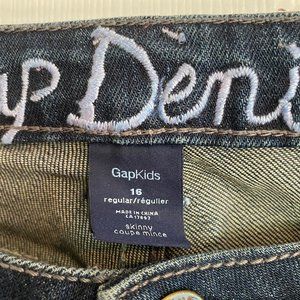 p Deni
GapKids
16
regular/régulier
MADE IN CHINA
skinny
coupe mince